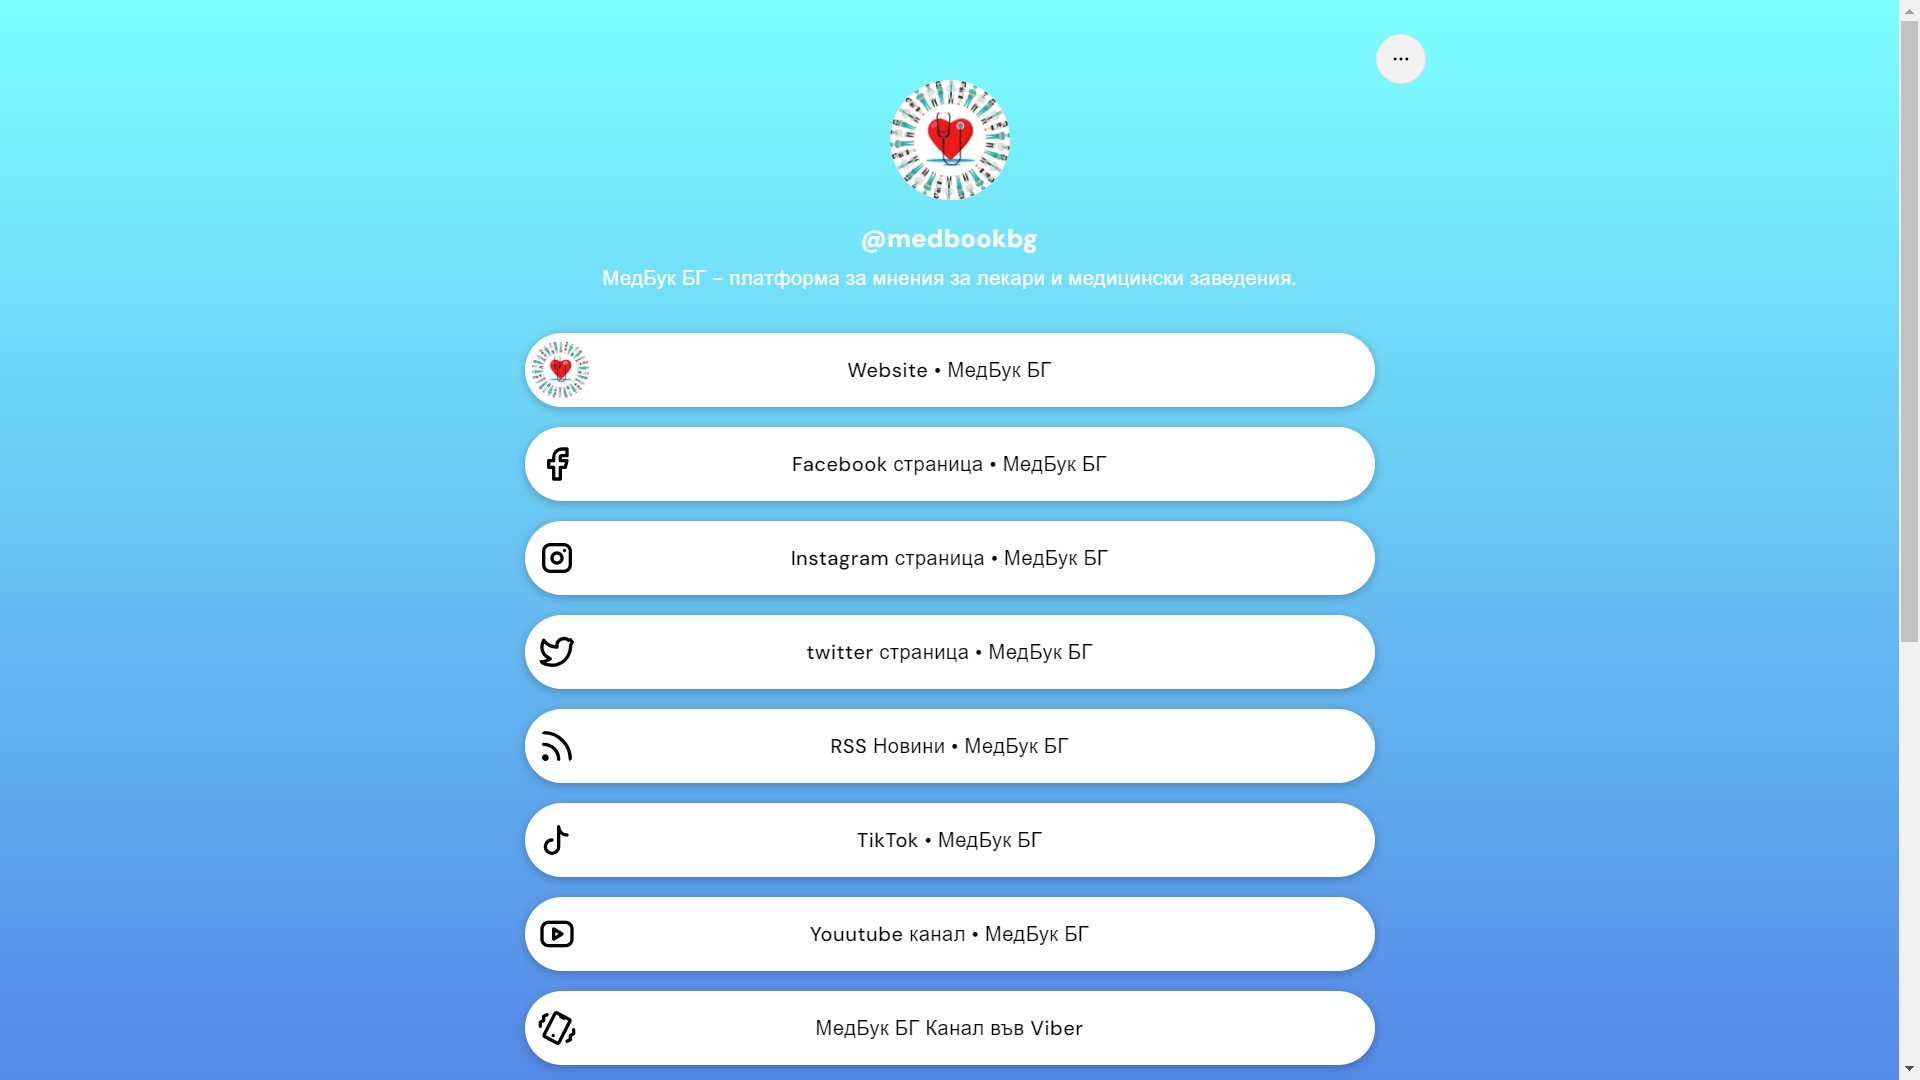 @medbookbg
МедБук БГ – платформа за мнения за лекари и медицински заведения.
Website • МедБук БГ
Facebook страница • МедБук БГ
Instagram страница • МедБук БГ
twitter страница • МедБук БГ
RSS Новини • МедБук БГ
TikTok • МедБук БГ
Yoututbe канал • МедБук БГ
МедБук БГ Канал във Viber